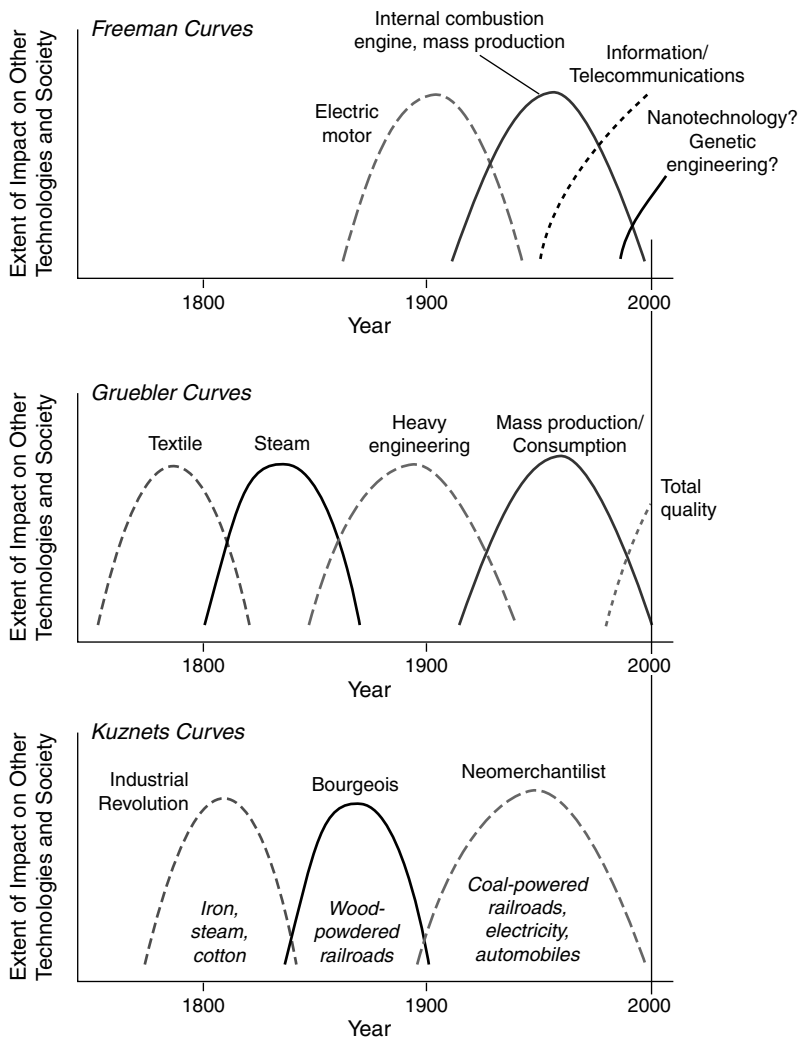 Freeman Curves
Internal combustion
engine, mass production
Information/
Telecommunications
Electric
motor
Nanotechnology?
Genetic
engineering?
Extent of Impact on Other
Technologies and Society
1800
1900
2000
Year
Gruebler Curves
Textile
Steam
Heavy
engineering
Mass production/
Consumption
Total
quality
Extent of Impact on Other
Technologies and Society
1800
1900
2000
Year
Kuznets Curves
Industrial
Revolution
Bourgeois
Neomerchantilist
Iron,
steam,
cotton
Wood-
powdered
railroads
Coal-powered
railroads,
electricity,
automobiles
Extent of Impact on Other
Technologies and Society
1800
1900
2000
Year